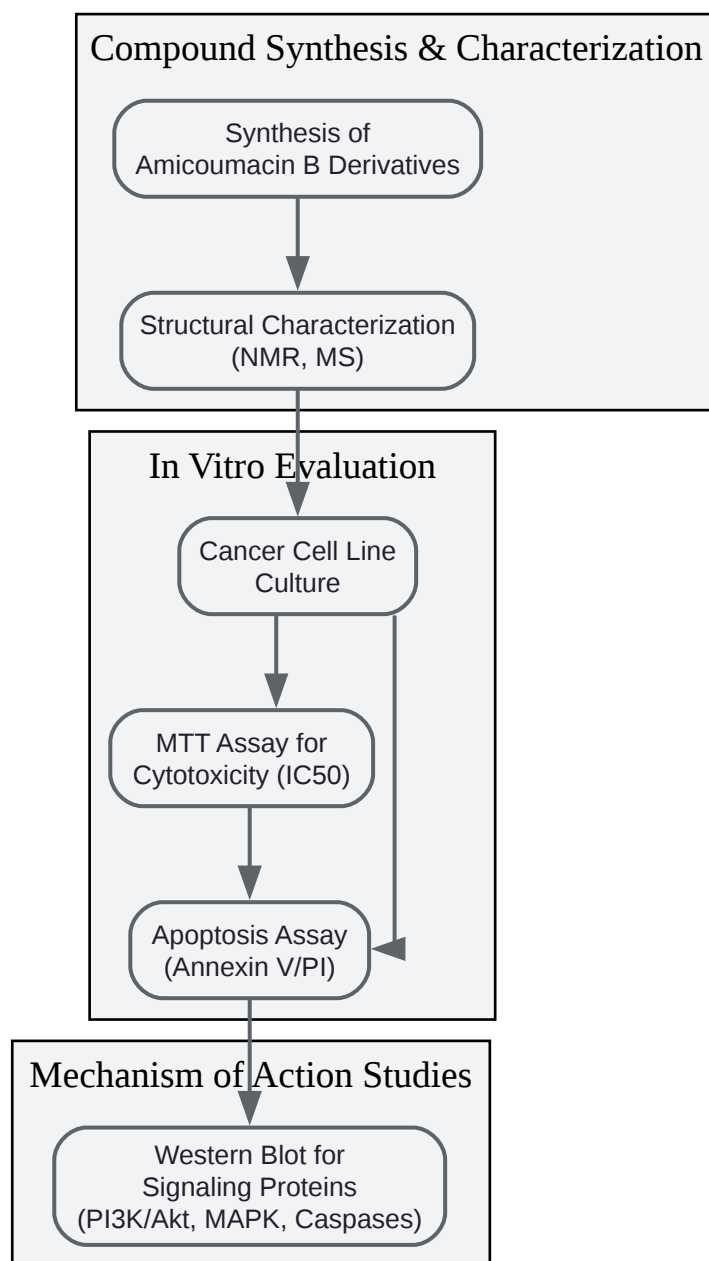 Compound Synthesis & Characterization
Synthesis of
Amicoumacin B Derivatives
Structural Characterization
(NMR, MS)
In Vitro Evaluation
Cancer Cell Line
Culture
MTT Assay for
Cytotoxicity (IC50)
Apoptosis Assay
(Annexin V/PI)
Mechanism of Action Studies
Western Blot for
Signaling Proteins
(PI3K/Akt, MAPK, Caspases)